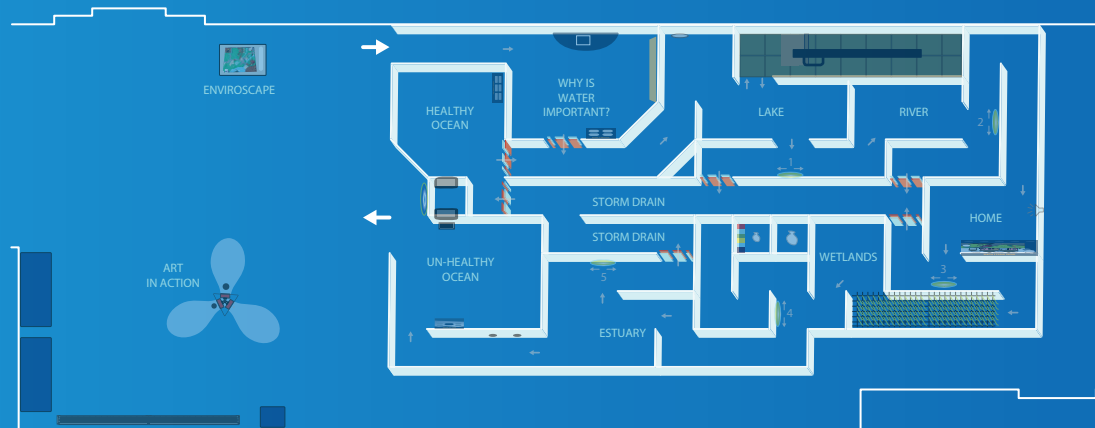 ENVIROSCAPE
HEALTHY
OCEAN
WHY IS
WATER
IMPORTANT?
LAKE
RIVER
2
1
STORM DRAIN
STORM DRAIN
HOME
ART
IN ACTION
UN-HEALTHY
OCEAN
WETLANDS
5
3
4
ESTUARY